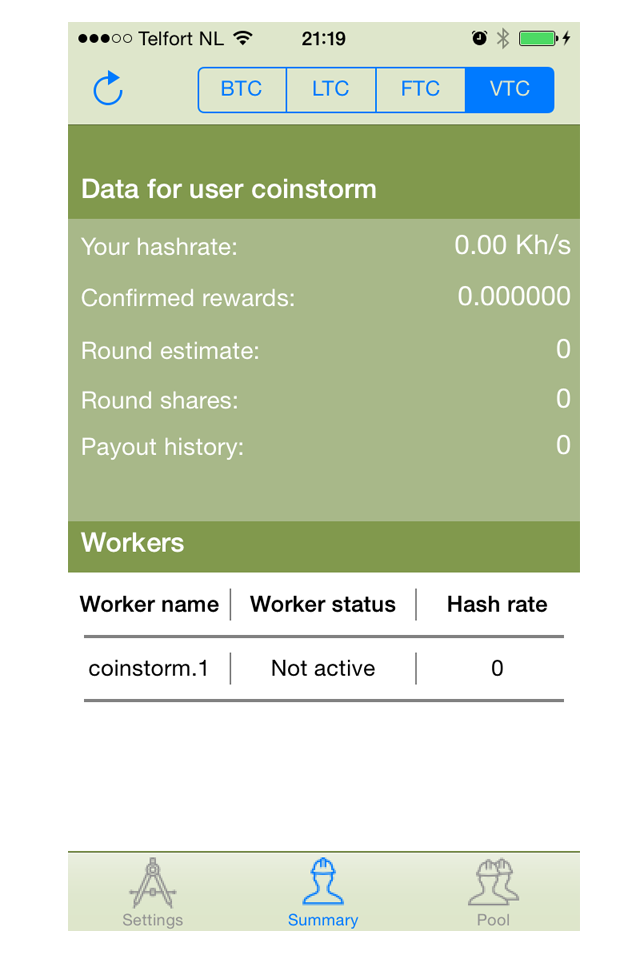 Telfort NL 21:19
BTC LTC FTC VTC
Data for user coinstorm
Your hashrate: 0.00 Kh/s
Confirmed rewards: 0.000000
Round estimate: 0
Round shares: 0
Payout history: 0
Workers
Worker name Worker status Hash rate
coinstorm.1 Not active 0
Settings Summary Pool